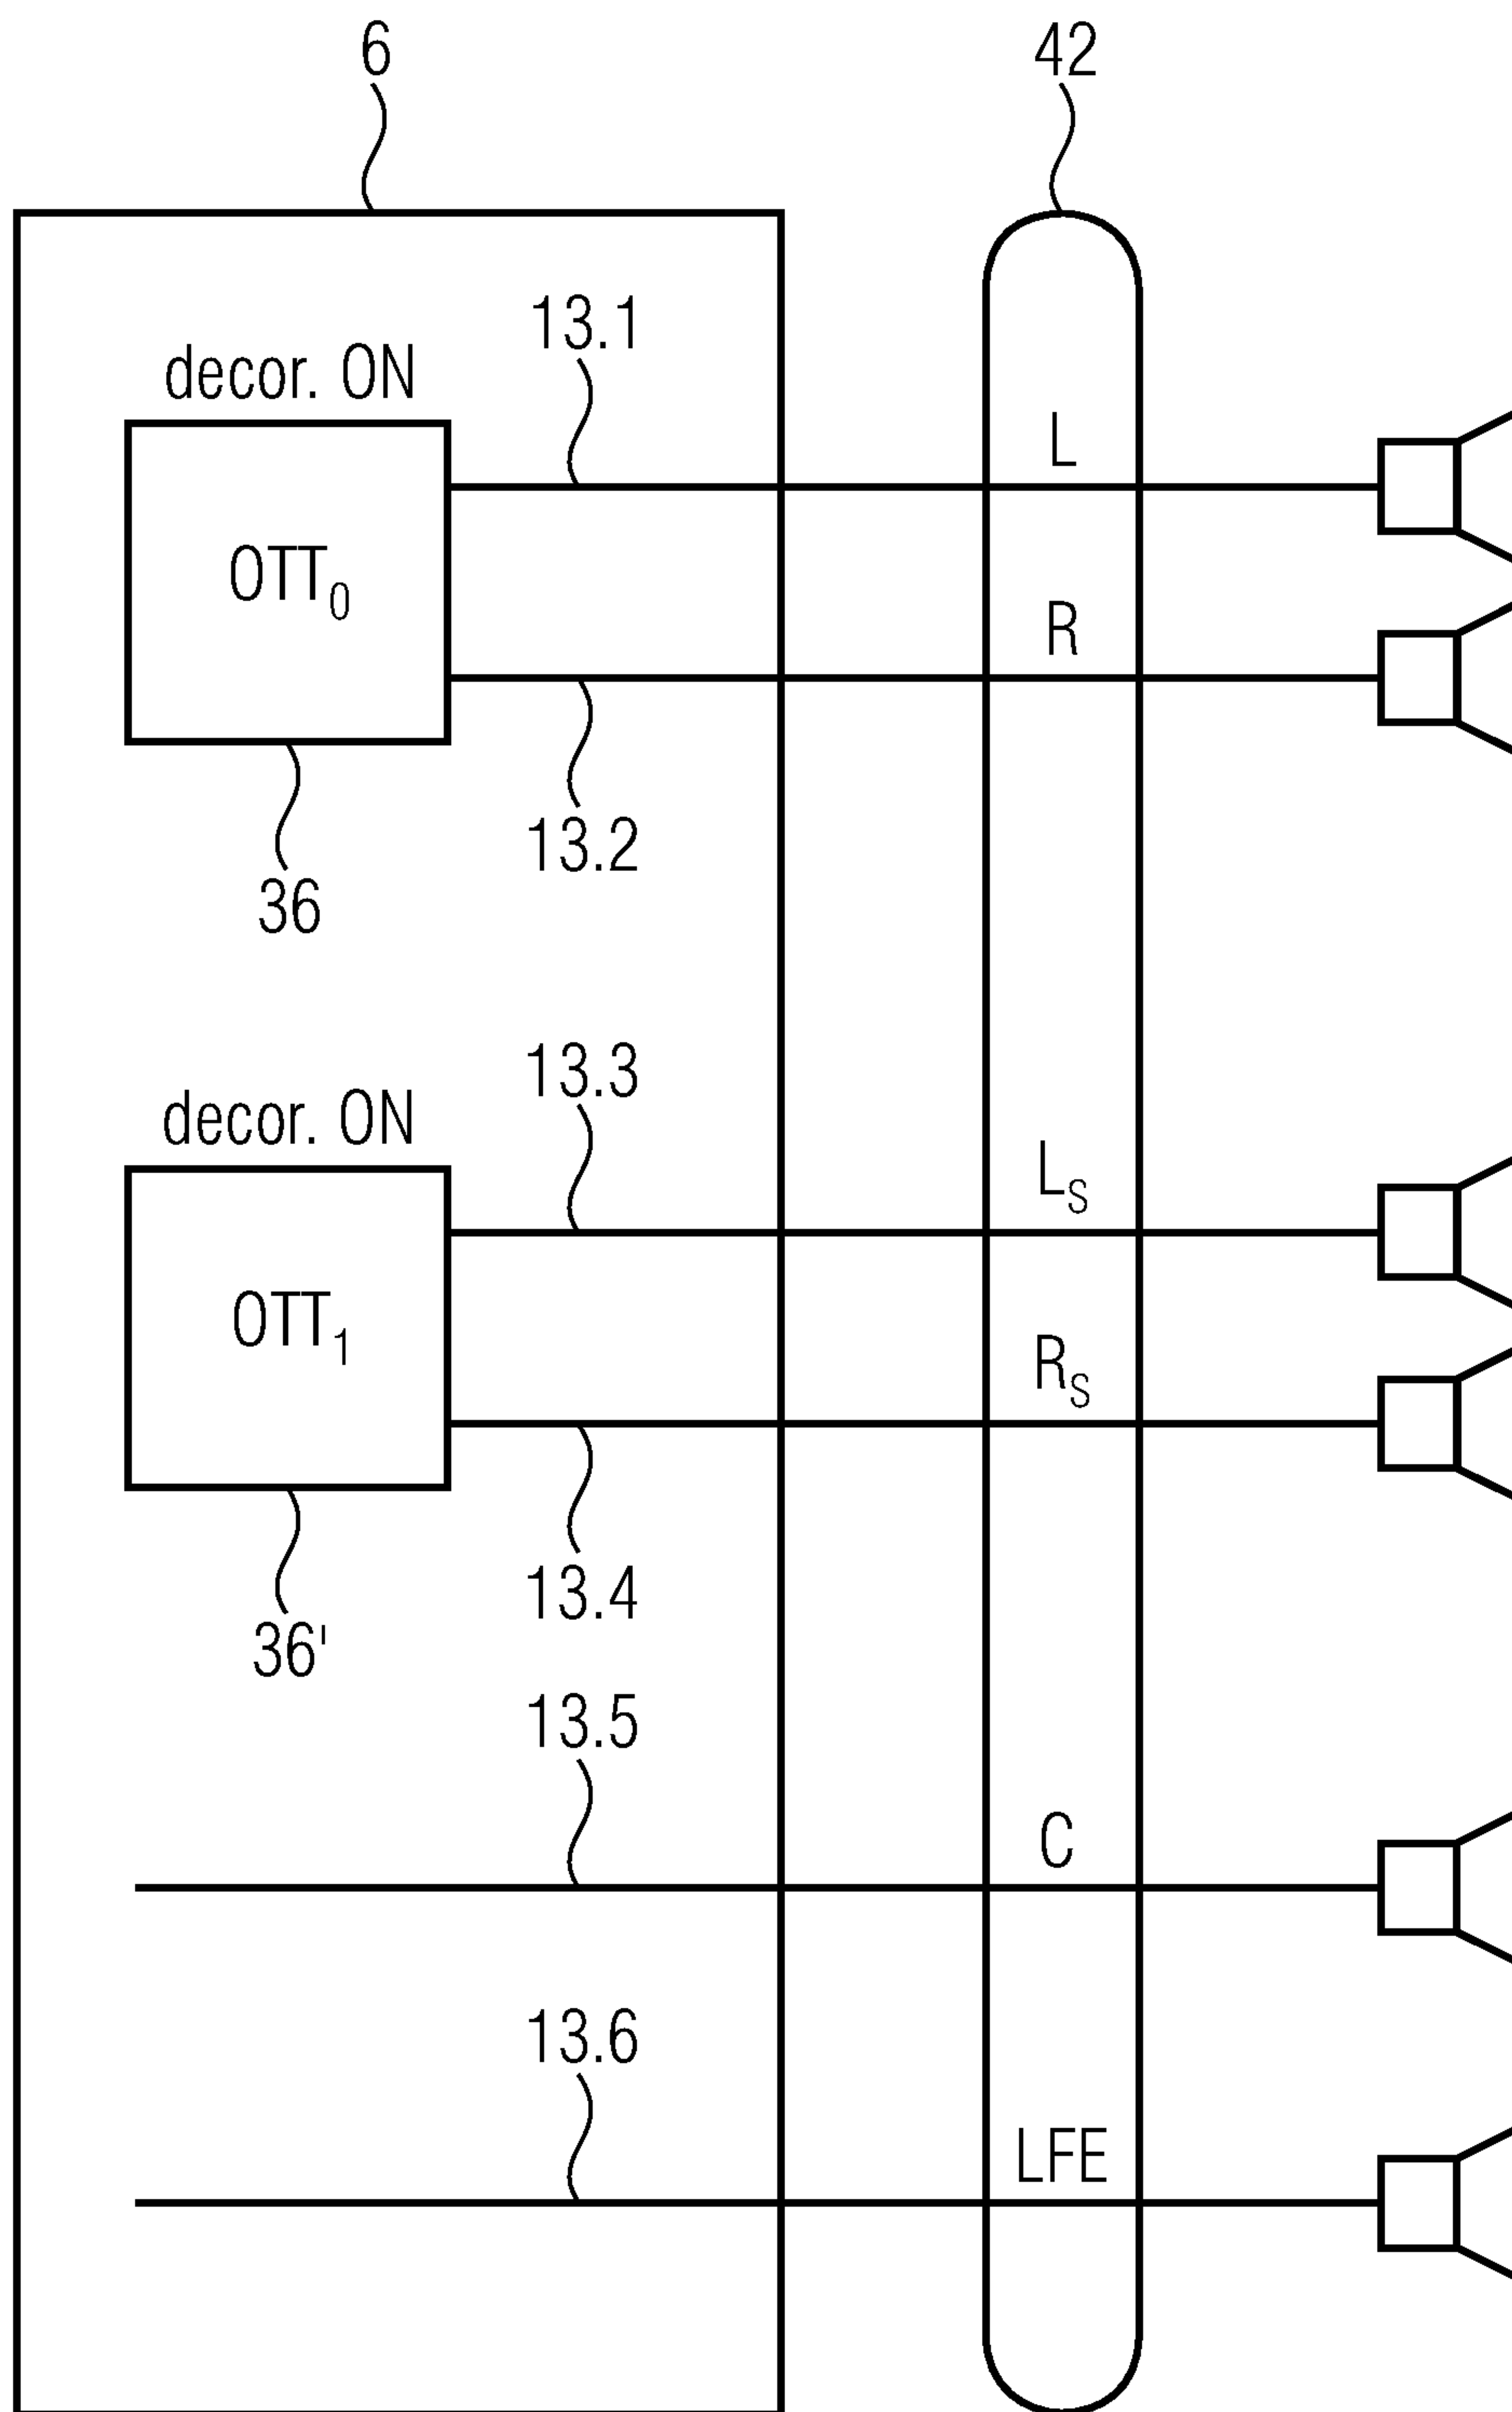 6
42
13.1
decor. ON
L
OTT0
R
13.2
36
13.3
decor. ON
LS
OTT1
RS
13.4
36'
13.5
C
13.6
LFE